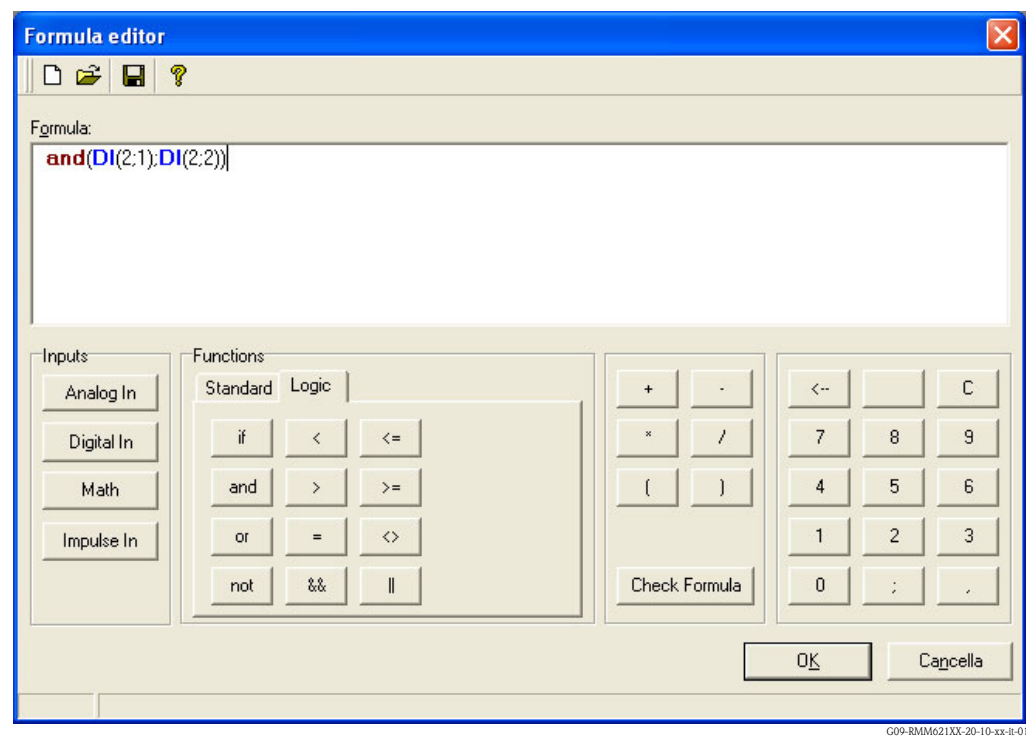 Formula editor
Formula:
and(DI(2;1);DI(2;2))
Inputs
Analog In
Digital In
Math
Impulse In
Functions
Standard Logic
if < <=
and > >=
or = <>
not && ||
+ -
* /
( )
Check Formula
<-- C
7 8 9
4 5 6
1 2 3
0 ; ,
OK Cancella
G09-RMM621XX-20-10-xx-it-01